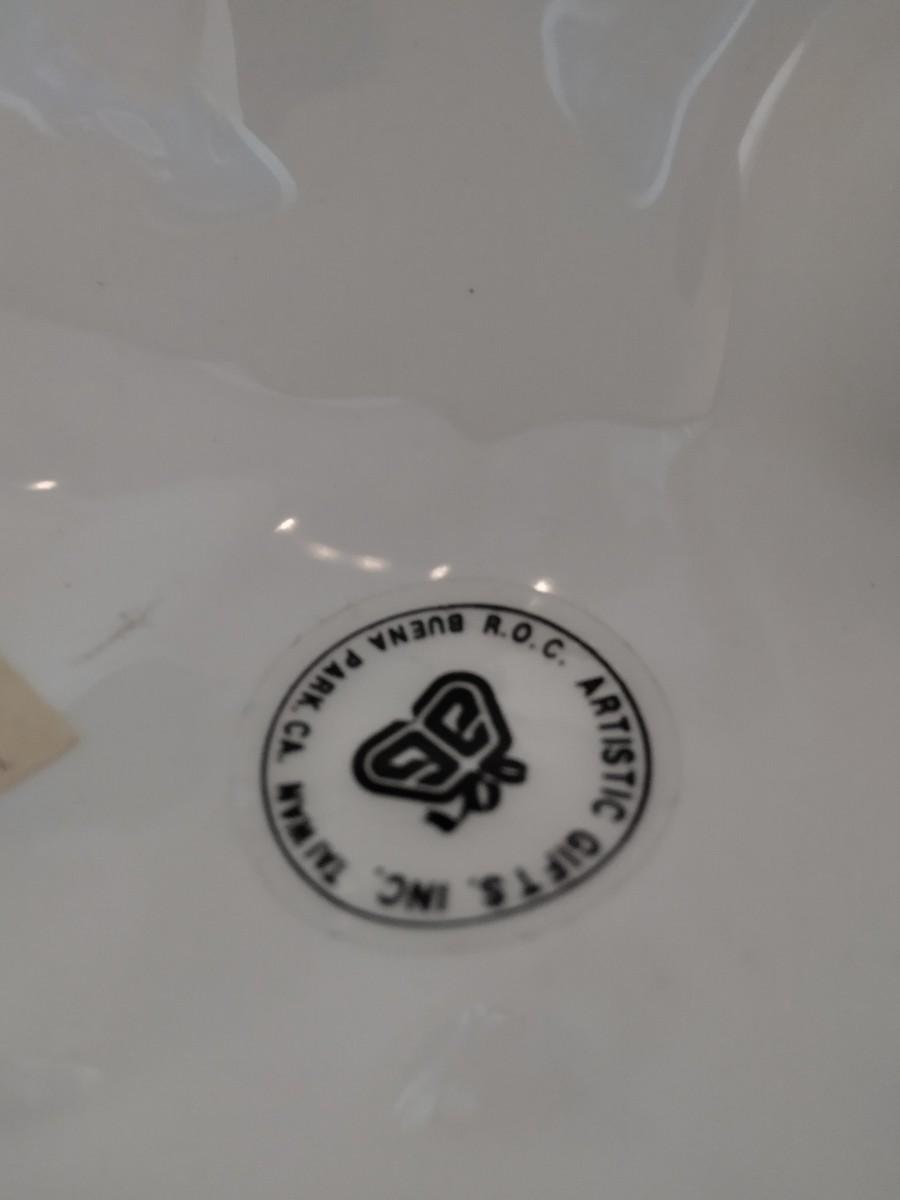 ARTISTIC GIFTS, INC.
TAIWAN R.O.C.
BUENA PARK, CA.